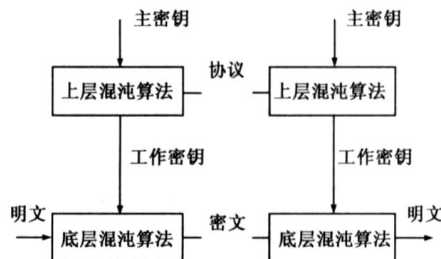 主密钥 主密钥
上层混沌算法 协议 上层混沌算法
工作密钥 工作密钥
明文 密文 明文
底层混沌算法 底层混沌算法